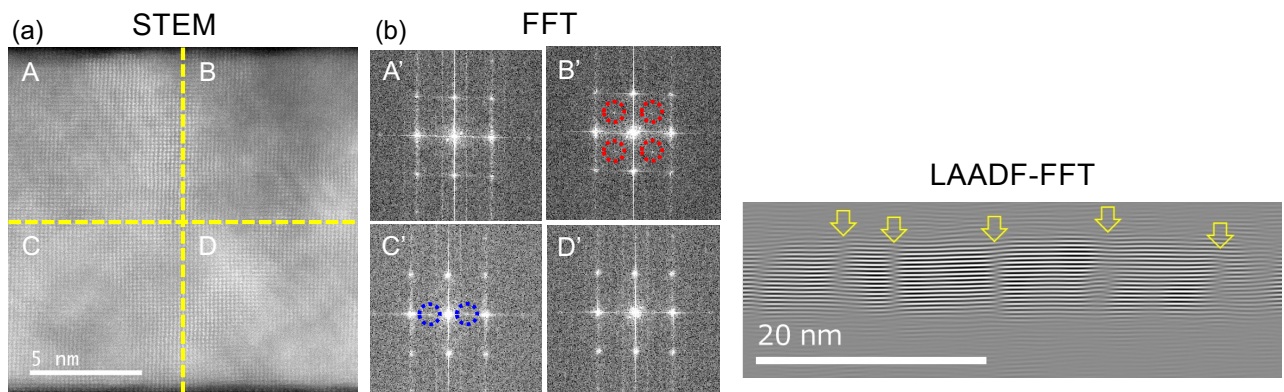 (a) STEM
(b) FFT
A B
C D
5 nm
A' B'
C' D'
LAADF-FFT
20 nm